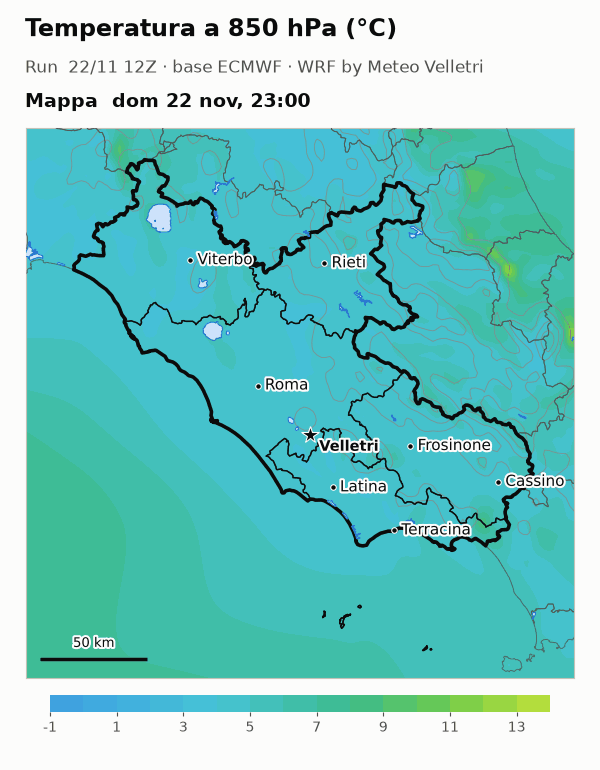 Temperatura a 850 hPa (°C)
Run  22/11 12Z · base ECMWF · WRF by Meteo Velletri
Mappa  dom 22 nov, 23:00
Viterbo
Rieti
Roma
Velletri
Frosinone
Cassino
Latina
Terracina
50 km
-1 1 3 5 7 9 11 13